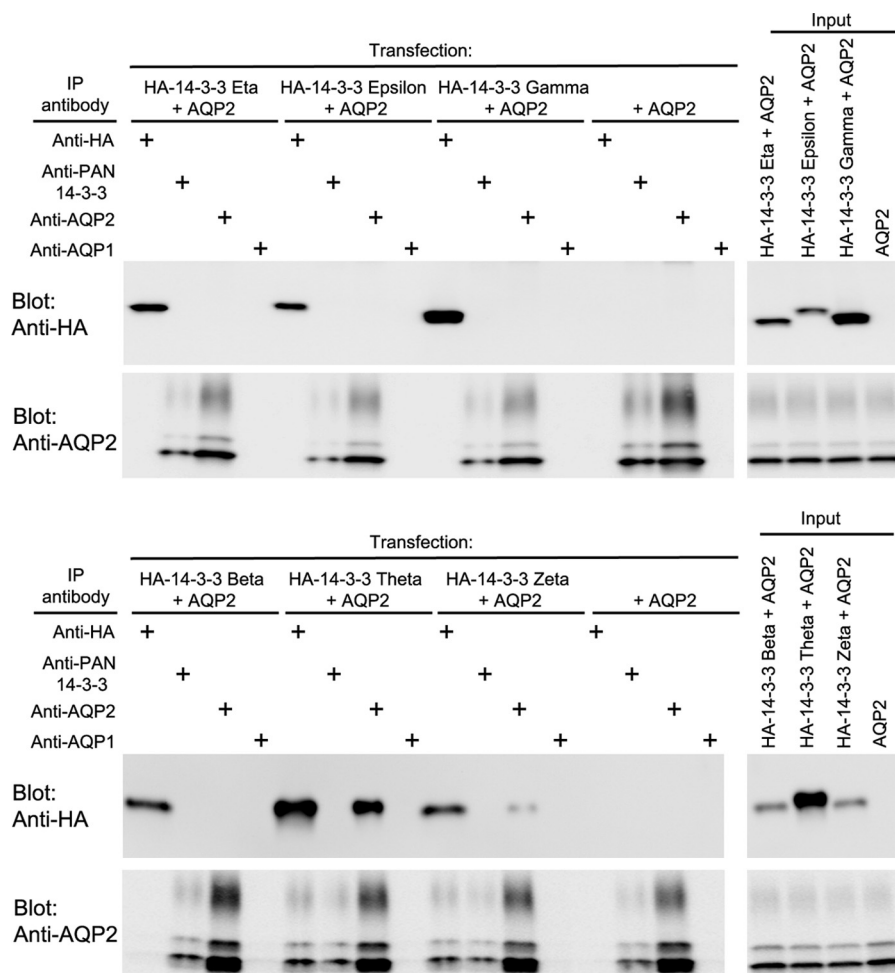 Input
Transfection:
IP
antibody
HA-14-3-3 Eta
+ AQP2
HA-14-3-3 Epsilon
+ AQP2
HA-14-3-3 Gamma
+ AQP2
+ AQP2
HA-14-3-3 Eta + AQP2
HA-14-3-3 Epsilon + AQP2
HA-14-3-3 Gamma + AQP2
AQP2
Anti-HA + + + +
Anti-PAN
14-3-3 + + + +
Anti-AQP2 + + + +
Anti-AQP1 + + + +
Blot:
Anti-HA
Blot:
Anti-AQP2
Input
Transfection:
IP
antibody
HA-14-3-3 Beta
+ AQP2
HA-14-3-3 Theta
+ AQP2
HA-14-3-3 Zeta
+ AQP2
+ AQP2
HA-14-3-3 Beta + AQP2
HA-14-3-3 Theta + AQP2
HA-14-3-3 Zeta + AQP2
AQP2
Anti-HA + + + +
Anti-PAN
14-3-3 + + + +
Anti-AQP2 + + + +
Anti-AQP1 + + + +
Blot:
Anti-HA
Blot:
Anti-AQP2